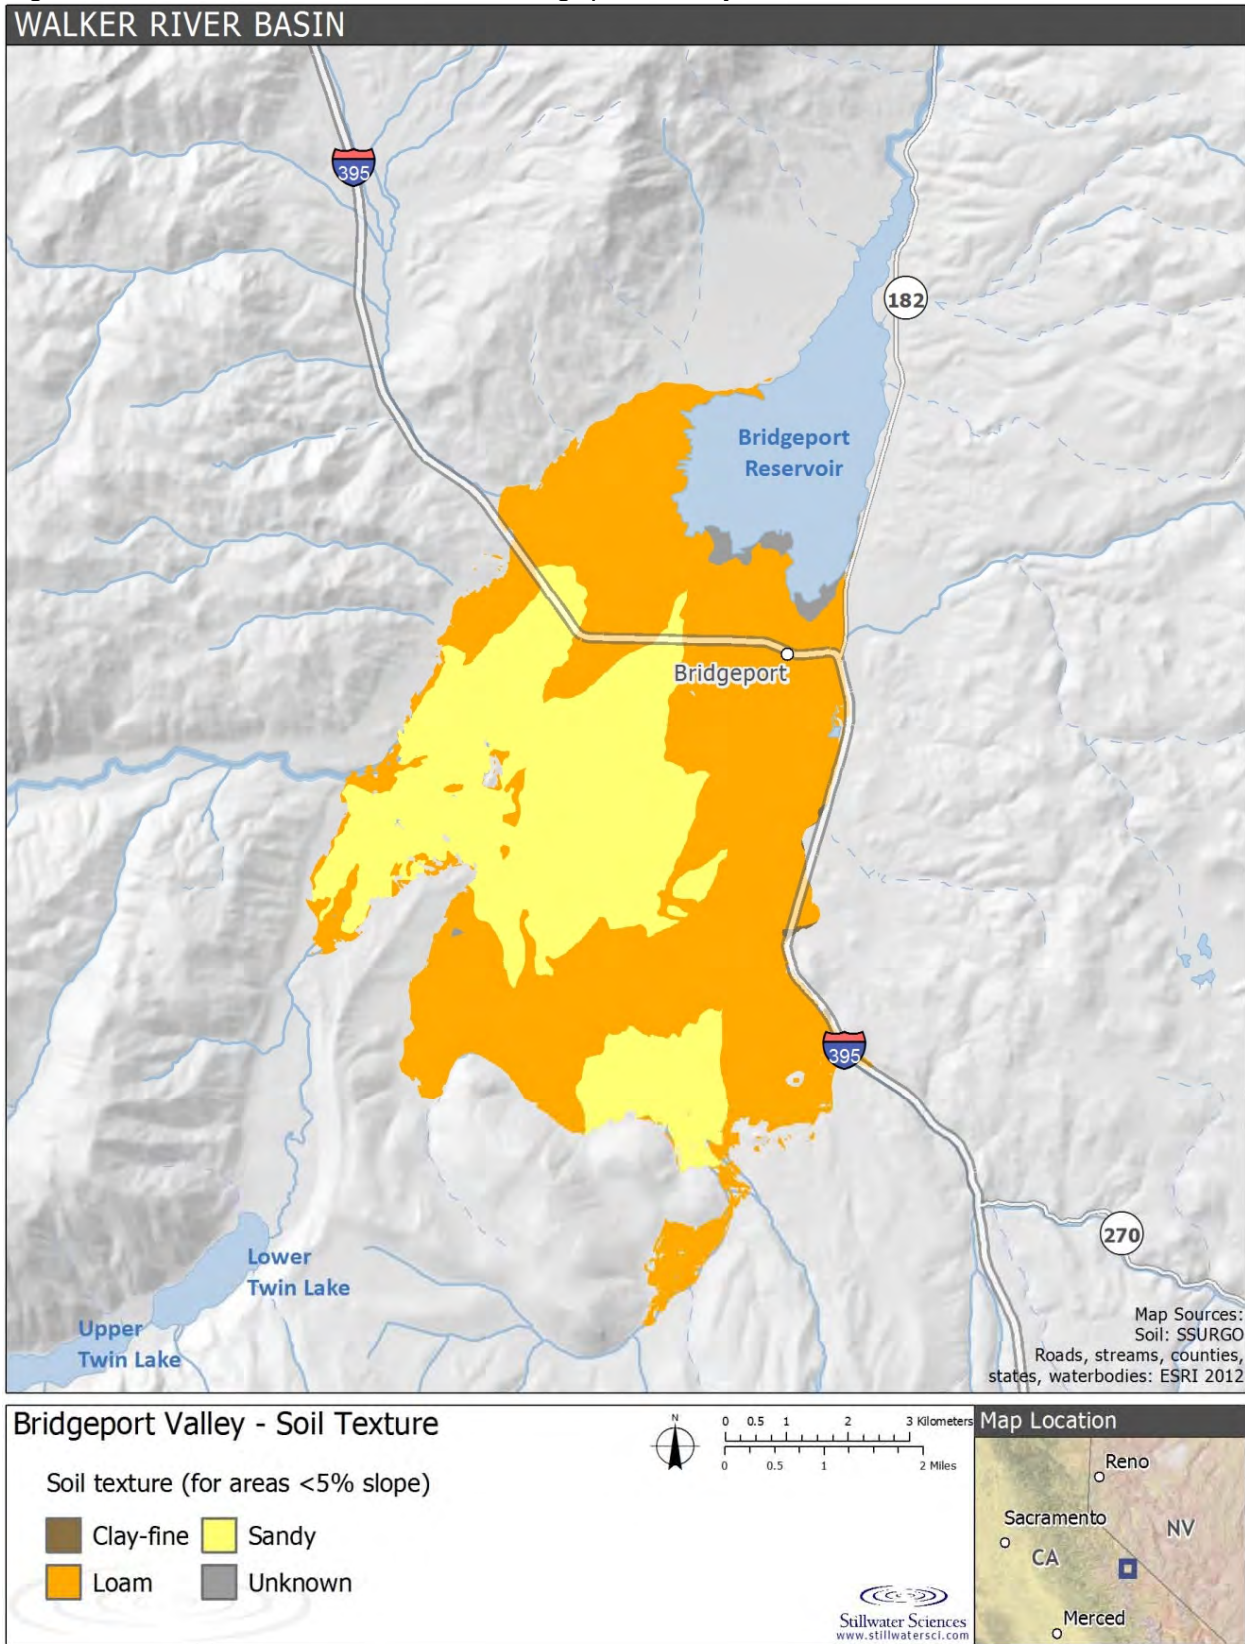 WALKER RIVER BASIN
395
182
Bridgeport
Reservoir
Bridgeport
395
270
Lower
Twin Lake
Upper
Twin Lake
Map Sources:
Soil: SSURGO
Roads, streams, counties,
states, waterbodies: ESRI 2012
Bridgeport Valley - Soil Texture
Soil texture (for areas <5% slope)
Clay-fine
Sandy
Loam
Unknown
N
0 0.5 1 2 3 Kilometers
0 0.5 1 2 Miles
Stillwater Sciences
www.stillwatersci.com
Map Location
Reno
Sacramento
NV
CA
Merced